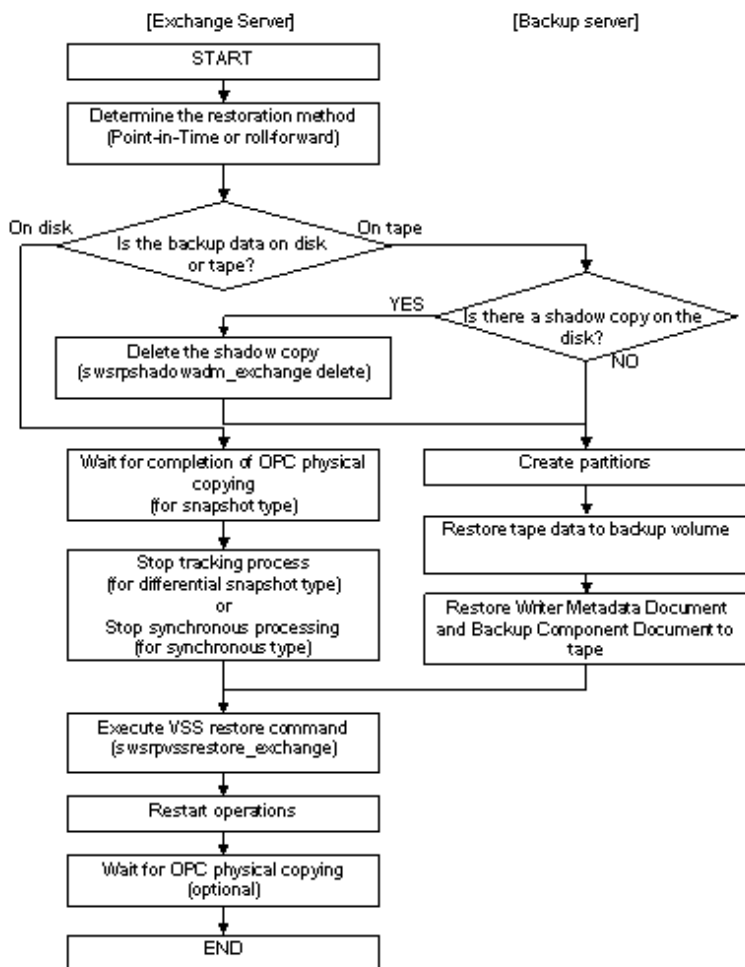 [Exchange Server]
[Backup server]
START
Determine the restoration method
(Point-in-Time or roll-forward)
On disk
On tape
Is the backup data on disk
or tape?
YES
Is there a shadow copy on the
disk?
Delete the shadow copy
(swsrpshadowadm_exchange delete)
NO
Wait for completion of OPC physical
copying
(for snapshot type)
Create partitions
Restore tape data to backup volume
Stop tracking process
(for differential snapshot type)
or
Stop synchronous processing
(for synchronous type)
Restore Writer Metadata Document
and Backup Component Document to
tape
Execute VSS restore command
(swsrpvssrestore_exchange)
Restart operations
Wait for OPC physical copying
(optional)
END